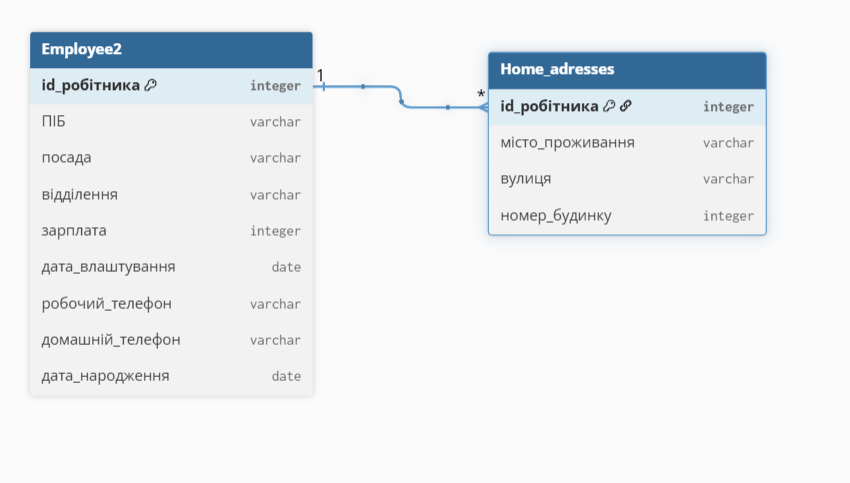 Employee2
id_робітника integer
ПІБ varchar
посада varchar
відділення varchar
зарплата integer
дата_влаштування date
робочий_телефон varchar
домашній_телефон varchar
дата_народження date
1
*
Home_adresses
id_робітника integer
місто_проживання varchar
вулиця varchar
номер_будинку integer